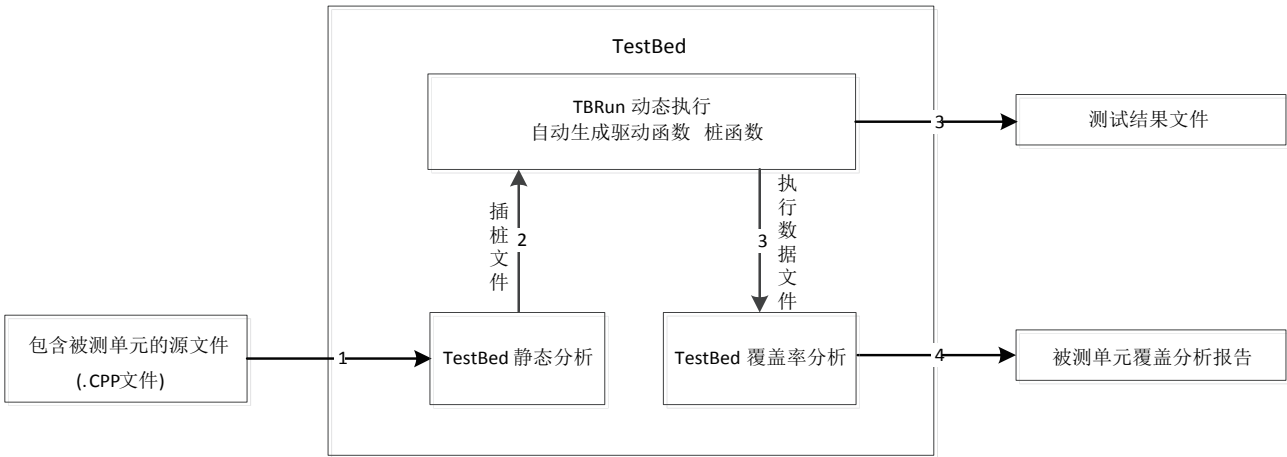 TestBed
TBRun 动态执行
自动生成驱动函数 桩函数
3
测试结果文件
插桩文件
2
执行数据文件
3
包含被测单元的源文件
(.CPP文件)
1
TestBed 静态分析
TestBed 覆盖率分析
4
被测单元覆盖分析报告